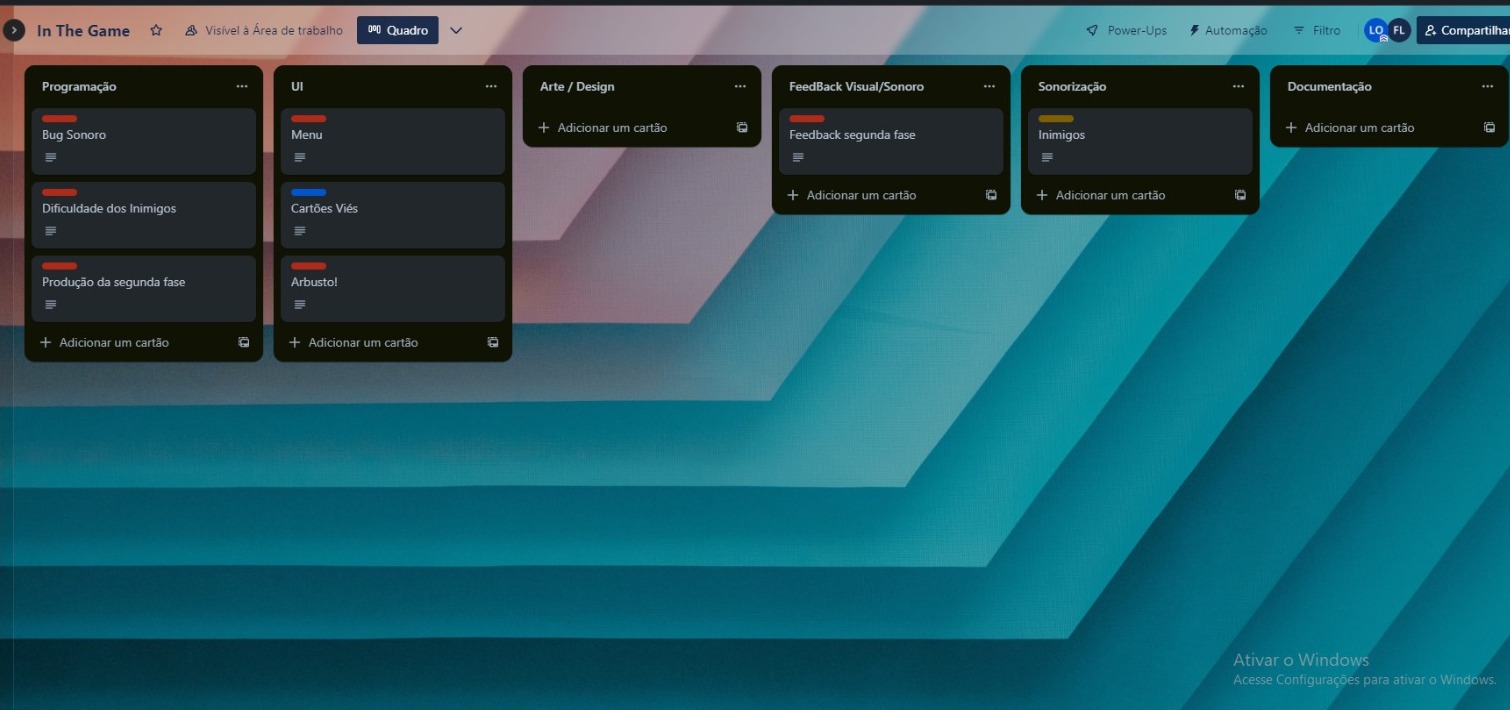 In The Game
Visível à Área de trabalho
Quadro
Power-Ups
Automação
Filtro
LO
FL
Compartilhar
Programação
Bug Sonoro
Dificuldade dos Inimigos
Produção da segunda fase
Adicionar um cartão
UI
Menu
Cartões Viés
Arbusto!
Adicionar um cartão
Arte / Design
Adicionar um cartão
FeedBack Visual/Sonoro
Feedback segunda fase
Adicionar um cartão
Sonorização
Inimigos
Adicionar um cartão
Documentação
Adicionar um cartão
Ativar o Windows
Acesse Configurações para ativar o Windows.